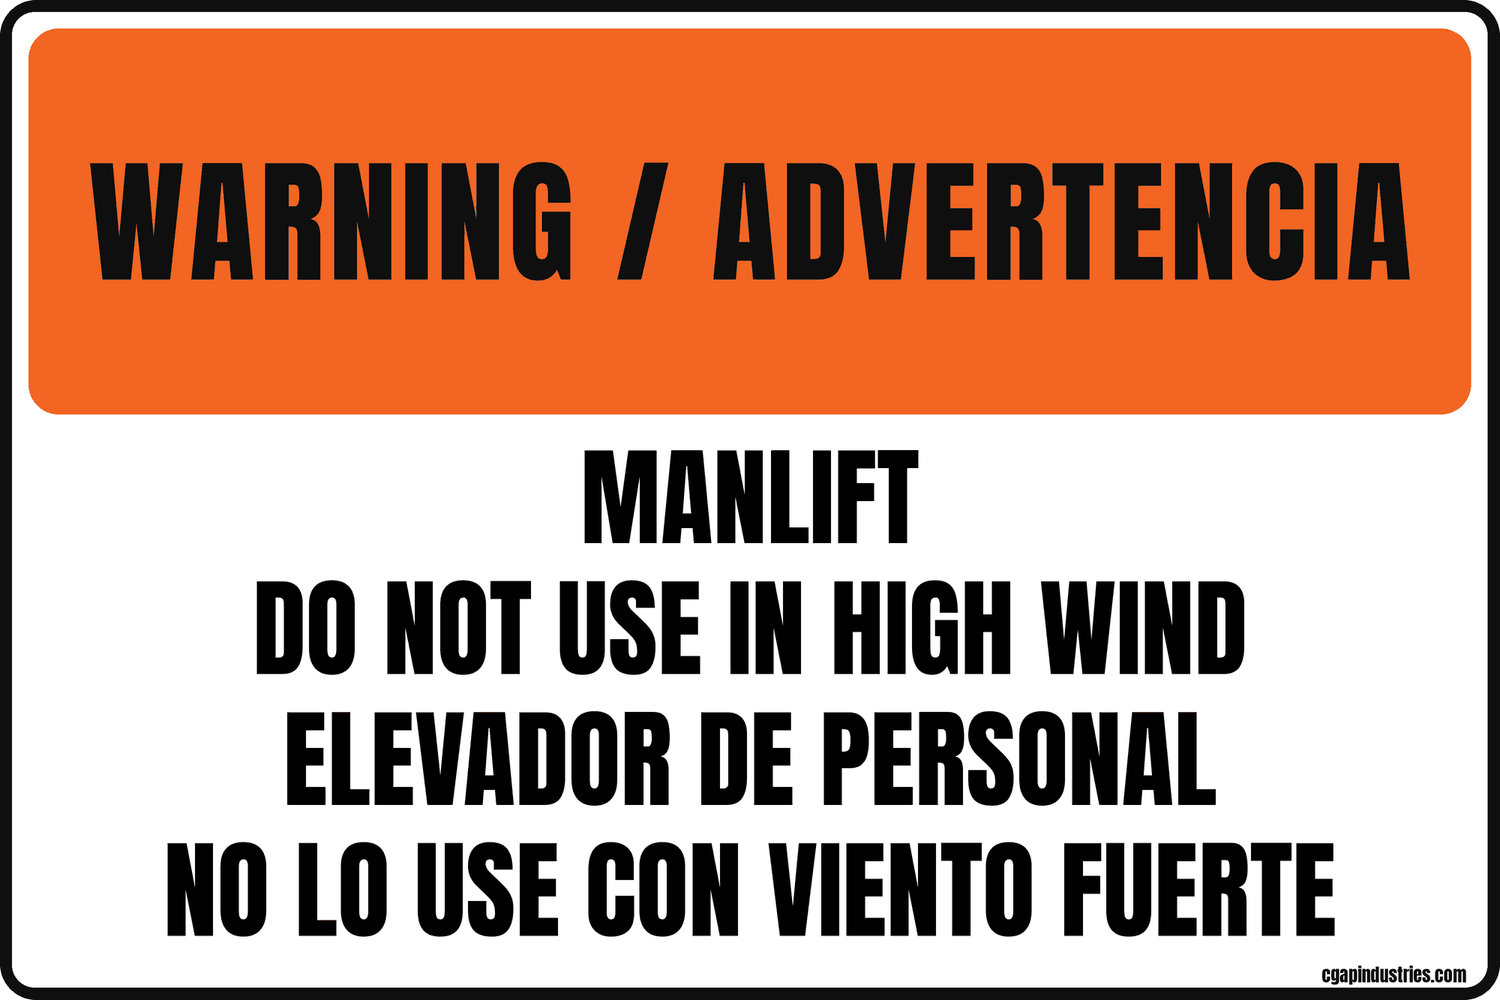 WARNING / ADVERTENCIA
MANLIFT
DO NOT USE IN HIGH WIND
ELEVADOR DE PERSONAL
NO LO USE CON VIENTO FUERTE
cgapindustries.com